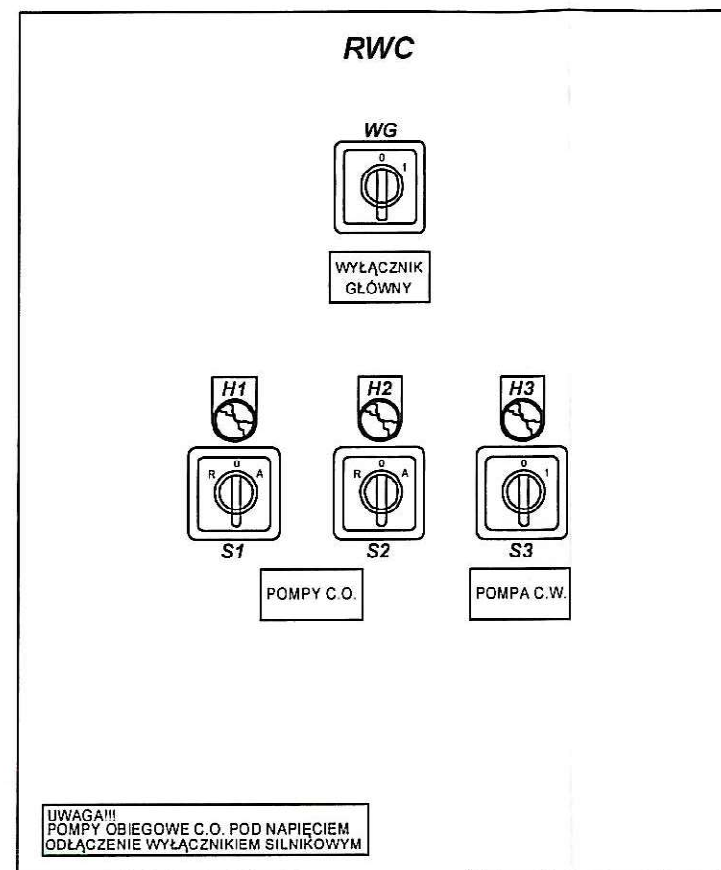 RWC
WG
0 1
WYŁĄCZNIK
GŁÓWNY
H1 H2 H3
R 0 A R 0 A 0 1
S1 S2 S3
POMPY C.O. POMPA C.W.
UWAGA!!!
POMPY OBIEGOWE C.O. POD NAPIĘCIEM
ODŁĄCZENIE WYŁĄCZNIKIEM SILNIKOWYM